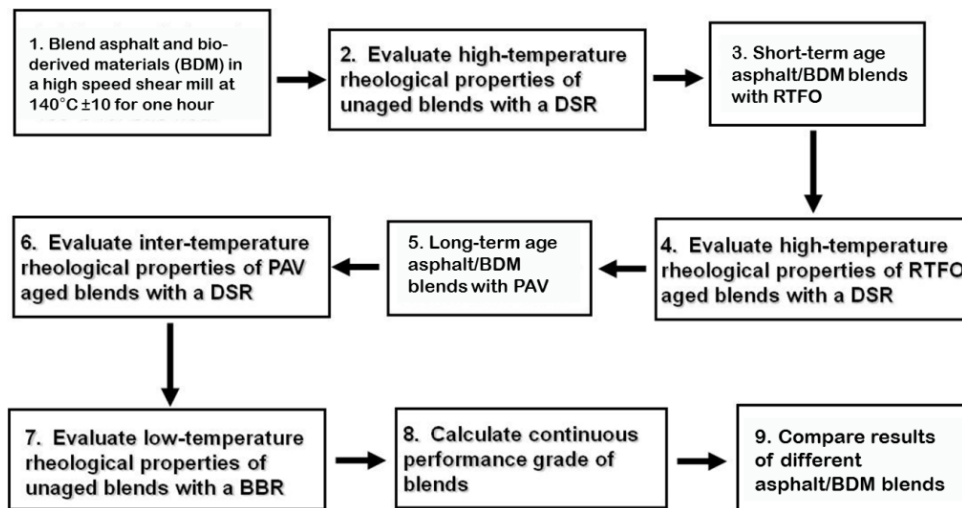 1. Blend asphalt and bio-
derived materials (BDM) in
a high speed shear mill at
140°C ±10 for one hour
2. Evaluate high-temperature
rheological properties of
unaged blends with a DSR
3. Short-term age
asphalt/BDM blends
with RTFO
4. Evaluate high-temperature
rheological properties of RTFO
aged blends with a DSR
5. Long-term age
asphalt/BDM
blends with PAV
6. Evaluate inter-temperature
rheological properties of PAV
aged blends with a DSR
7. Evaluate low-temperature
rheological properties of
unaged blends with a BBR
8. Calculate continuous
performance grade of
blends
9. Compare results
of different
asphalt/BDM blends